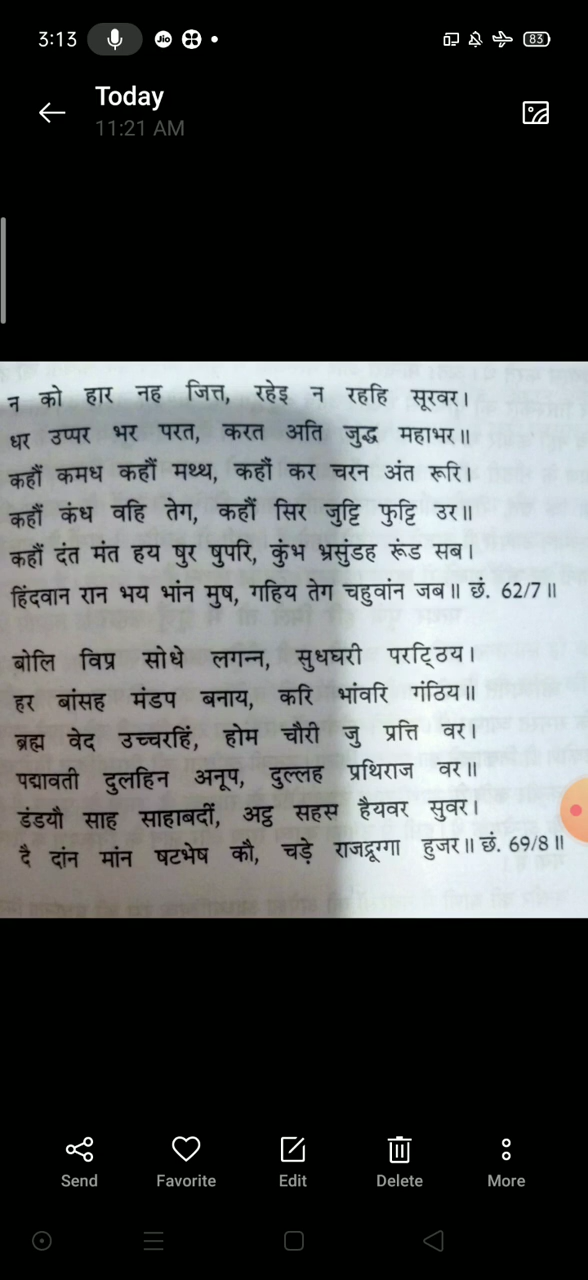 3:13
Jio
83
Today
11:21 AM
न को हार नह जित्त, रहेइ न रहहि सूरवर।
धर उप्पर भर परत, करत अति जुद्ध महाभर॥
कहौं कमध कहौं मथ्थ, कहौं कर चरन अंत रूरि।
कहौं कंध वहि तेग, कहौं सिर जुट्टि फुट्टि उर॥
कहौं दंत मंत हय षुर षुपरि, कुंभ भ्रसुंडह रूंड सब।
हिंदवान रान भय भांन मुष, गहिय तेग चहुवांन जब॥ छं. 62/7॥
बोलि विप्र सोधे लगन्न, सुधघरी परट्ठिय।
हर बांसह मंडप बनाय, करि भांवरि गंठिय॥
ब्रह्म वेद उच्चरहिं, होम चौरी जु प्रत्ति वर।
पद्मावती दुलहिन अनूप, दुल्लह प्रथिराज वर॥
डंडयौ साह साहाबदीं, अट्ठ सहस हैयवर सुवर।
दै दांन मांन षटभेष कौ, चड़े राजद्रूग्गा हुजर॥ छं. 69/8॥
Send
Favorite
Edit
Delete
More